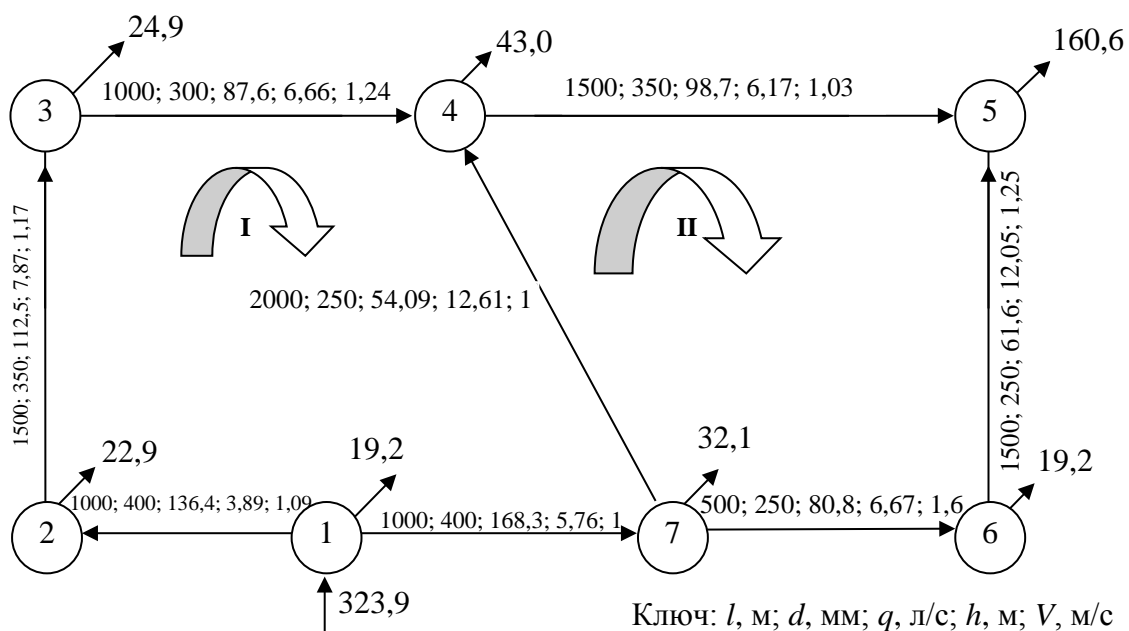 24,9
43,0
160,6
1000; 300; 87,6; 6,66; 1,24
1500; 350; 98,7; 6,17; 1,03
3
4
5
1500; 350; 112,5; 7,87; 1,17
I
II
1500; 250; 61,6; 12,05; 1,25
2000; 250; 54,09; 12,61; 1
22,9
19,2
32,1
19,2
1000; 400; 136,4; 3,89; 1,09
1000; 400; 168,3; 5,76; 1
500; 250; 80,8; 6,67; 1,6
2
1
7
6
323,9
Ключ: l, м; d, мм; q, л/с; h, м; V, м/с